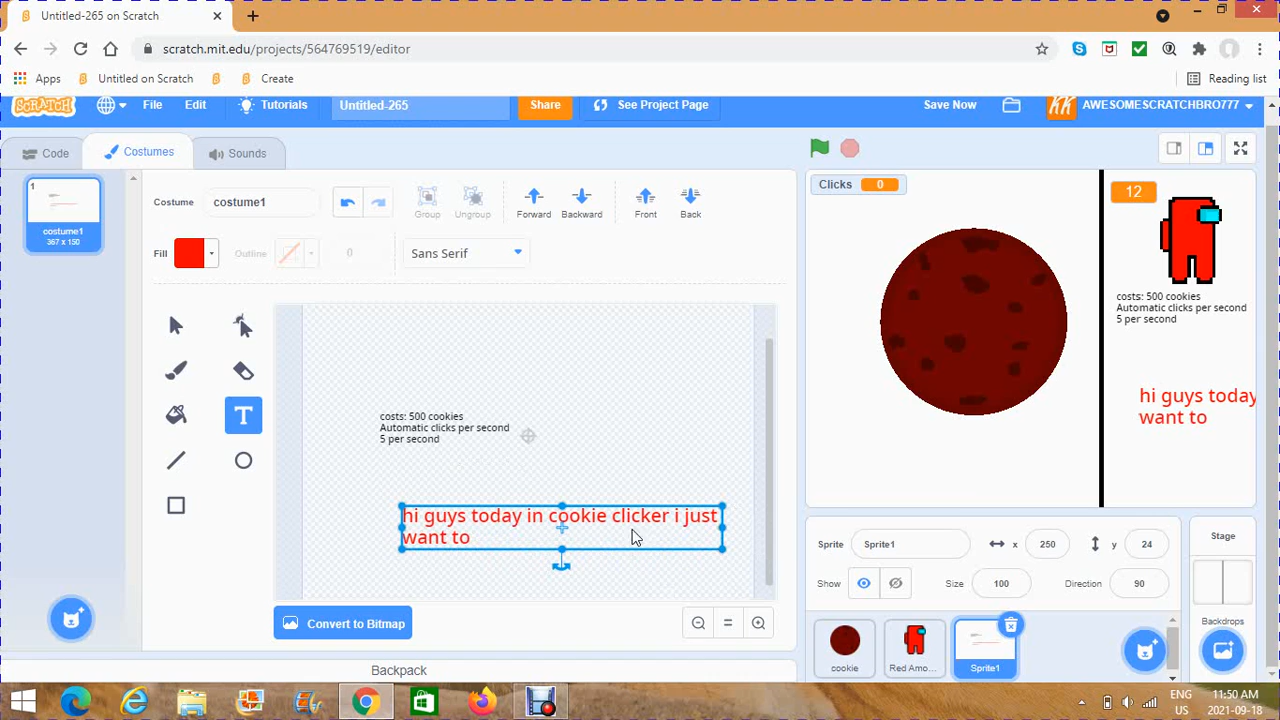 Untitled-265 on Scratch
scratch.mit.edu/projects/564769519/editor
Apps Untitled on Scratch Create Reading list
SCRATCH File Edit Tutorials Untitled-265 Share See Project Page Save Now KK AWESOMESCRATCHBRO777
Code Costumes Sounds
1
costume1
367 x 150
Costume costume1 Group Ungroup Forward Backward Front Back
Fill Outline 0 Sans Serif
T
costs: 500 cookies
Automatic clicks per second
5 per second
hi guys today in cookie clicker i just
want to
Convert to Bitmap
Backpack
Clicks 0
12
costs: 500 cookies
Automatic clicks per second
5 per second
hi guys today
want to
Sprite Sprite1 x 250 y 24
Show Size 100 Direction 90
Stage
Backdrops
cookie Red Amo... Sprite1
ENG
US
11:50 AM
2021-09-18